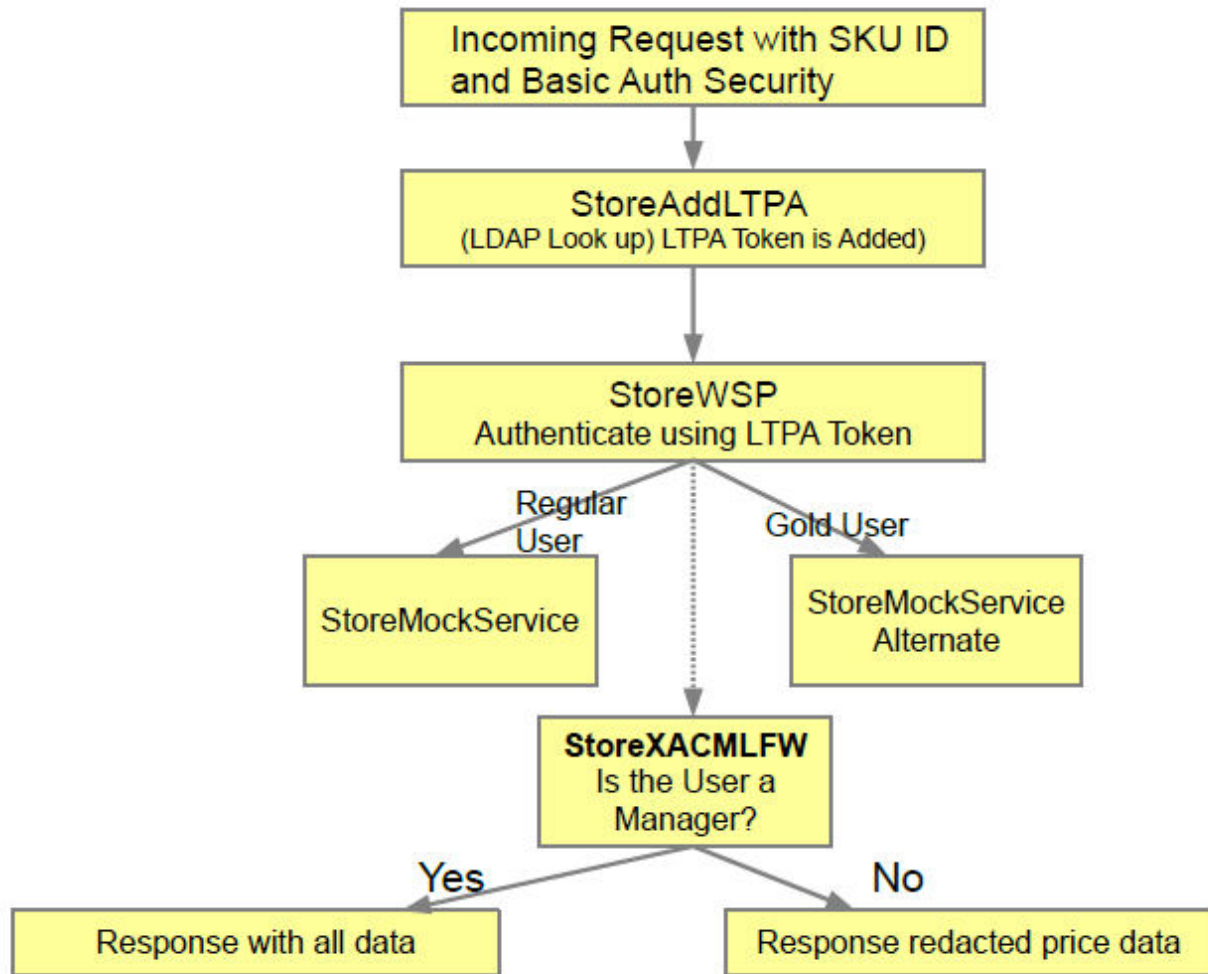 Incoming Request with SKU ID
and Basic Auth Security
StoreAddLTPA
(LDAP Look up) LTPA Token is Added)
StoreWSP
Authenticate using LTPA Token
Regular
User
Gold User
StoreMockService
StoreMockService
Alternate
StoreXACMLFW
Is the User a
Manager?
Yes
No
Response with all data
Response redacted price data